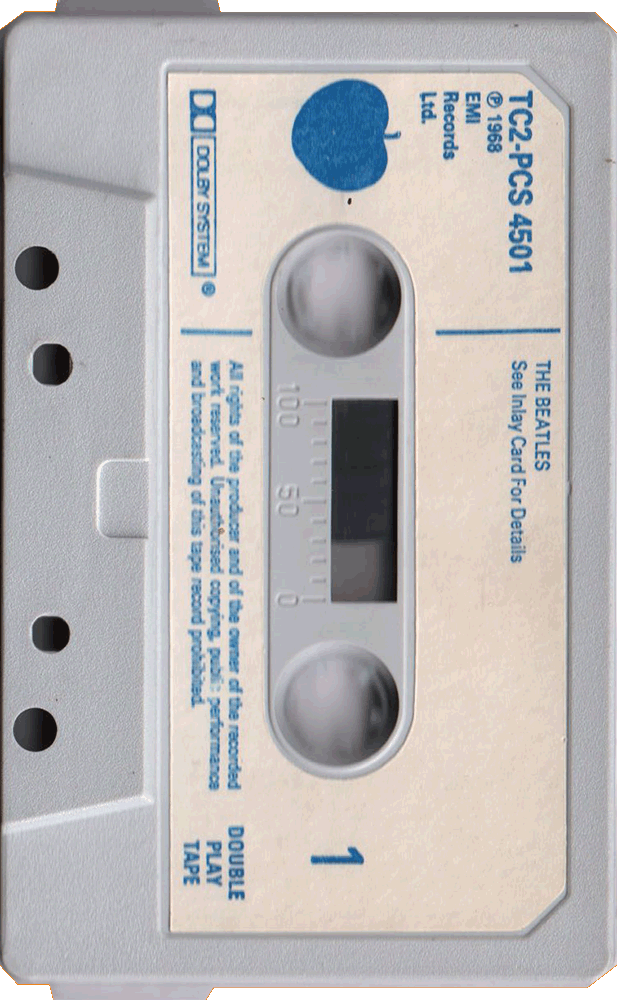 TC2-PCS 4501
℗ 1968
EMI
Records
Ltd.
THE BEATLES
See Inlay Card For Details
100 50 0
1
DOLBY SYSTEM ®
All rights of the producer and of the owner of the recorded
work reserved. Unauthorised copying, public performance
and broadcasting of this tape record prohibited.
DOUBLE
PLAY
TAPE